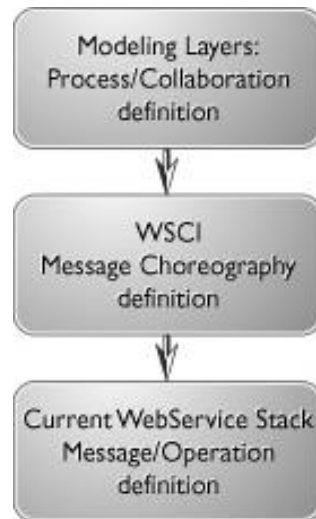 Modeling Layers:
Process/Collaboration
definition
WSCI
Message Choreography
definition
Current WebService Stack
Message/Operation
definition